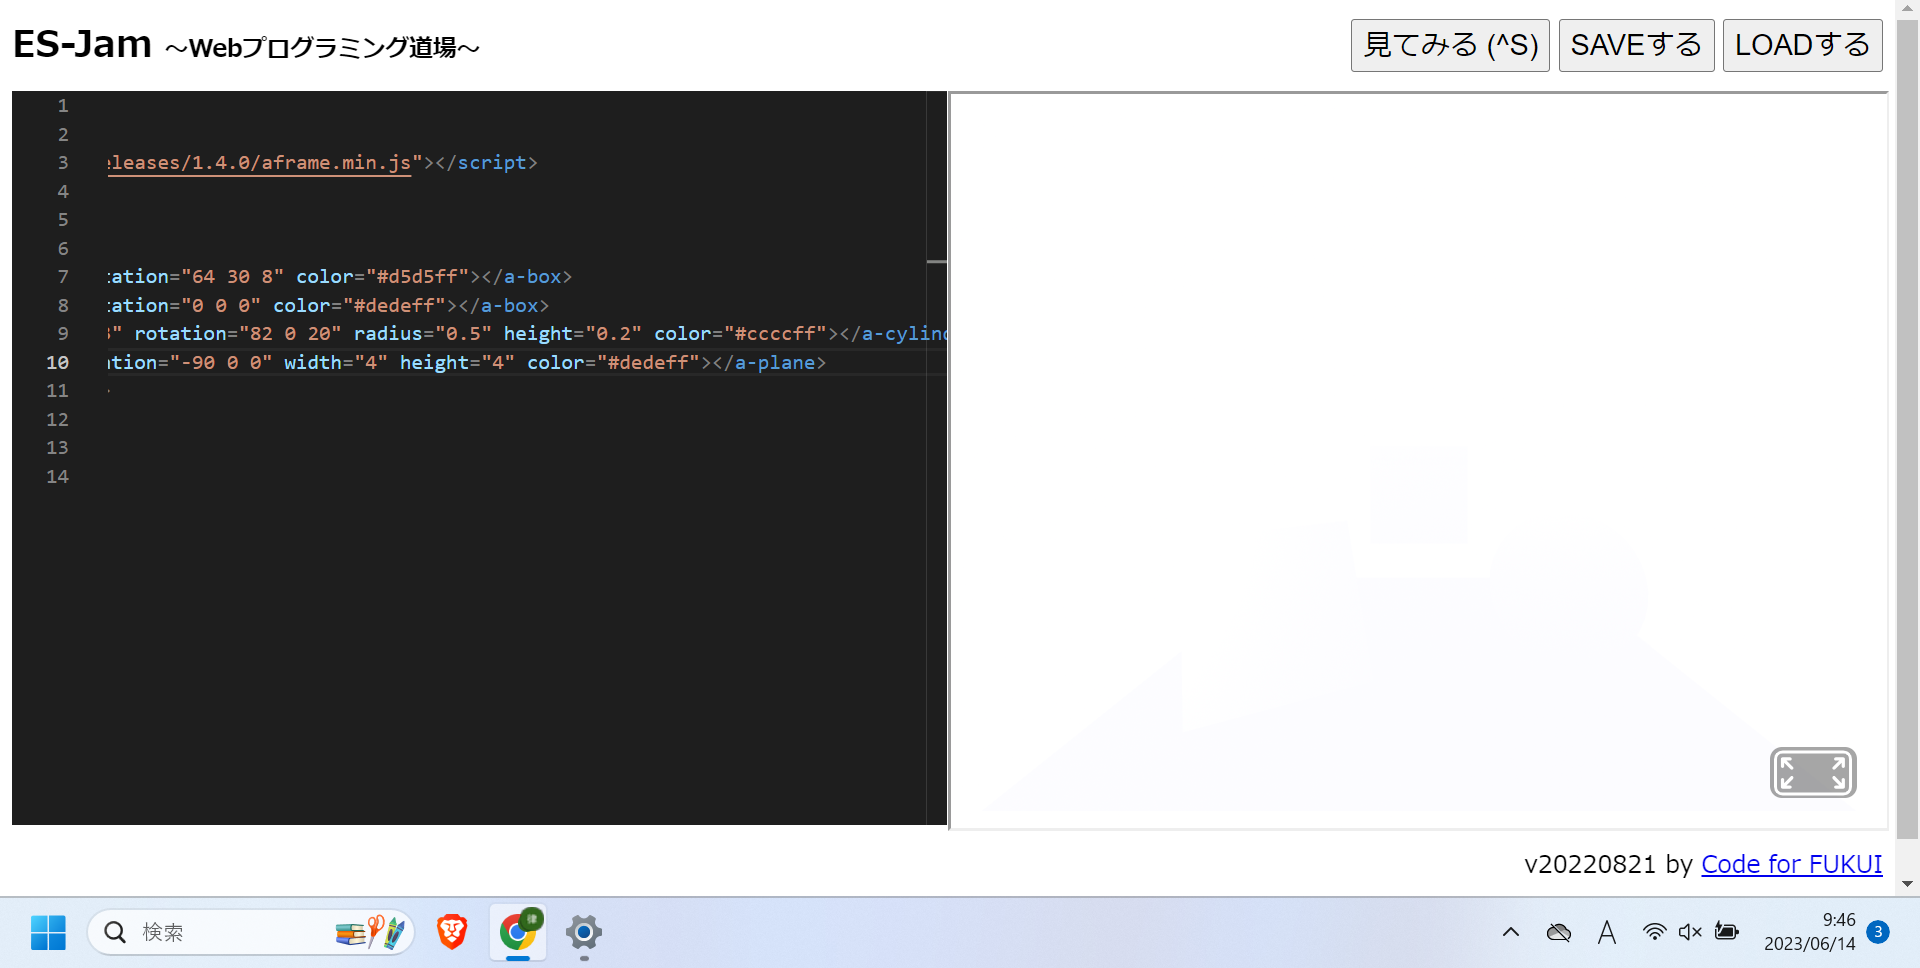 ES-Jam ～Webプログラミング道場～
見てみる (^S)
SAVEする
LOADする
1
2
3 eleases/1.4.0/aframe.min.js"></script>
4
5
6
7 ation="64 30 8" color="#d5d5ff"></a-box>
8 ation="0 0 0" color="#dedeff"></a-box>
9 " rotation="82 0 20" radius="0.5" height="0.2" color="#ccccff"></a-cylin
10 tion="-90 0 0" width="4" height="4" color="#dedeff"></a-plane>
11
12
13
14
v20220821 by Code for FUKUI
検索
A
9:46
2023/06/14
3